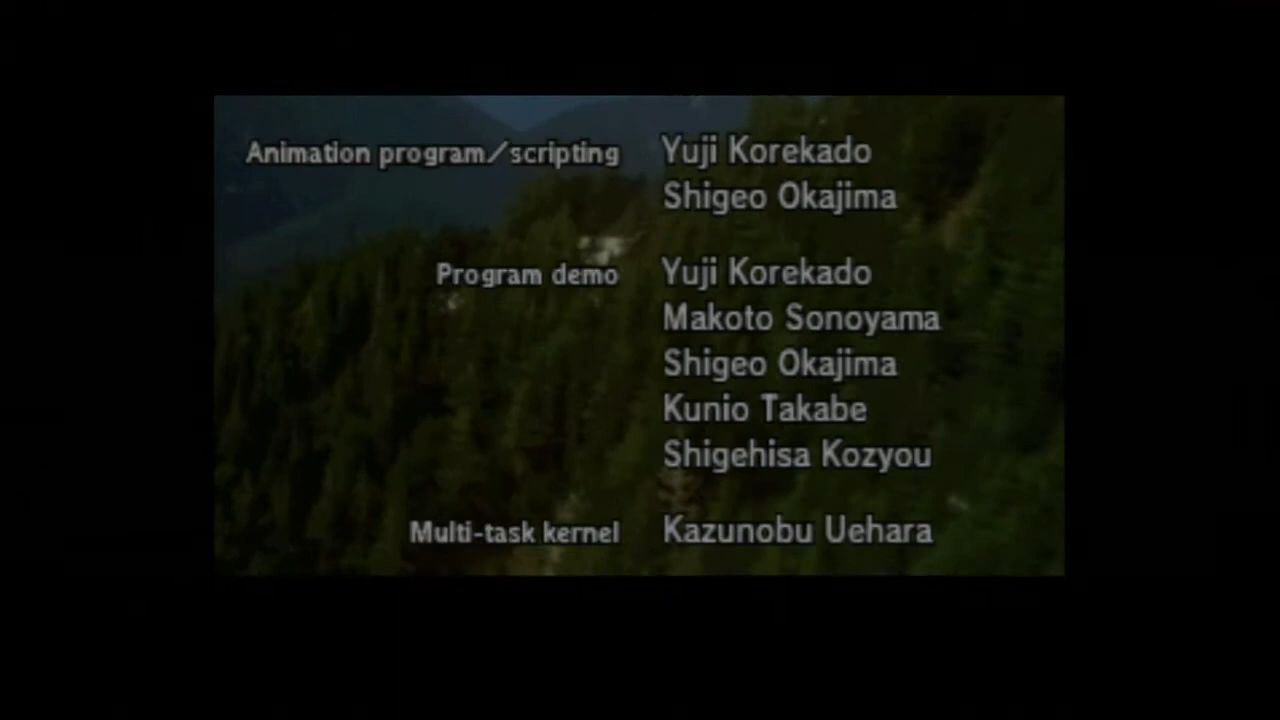 Animation program/scripting Yuji Korekado
Shigeo Okajima
Program demo Yuji Korekado
Makoto Sonoyama
Shigeo Okajima
Kunio Takabe
Shigehisa Kozyou
Multi-task kernel Kazunobu Uehara